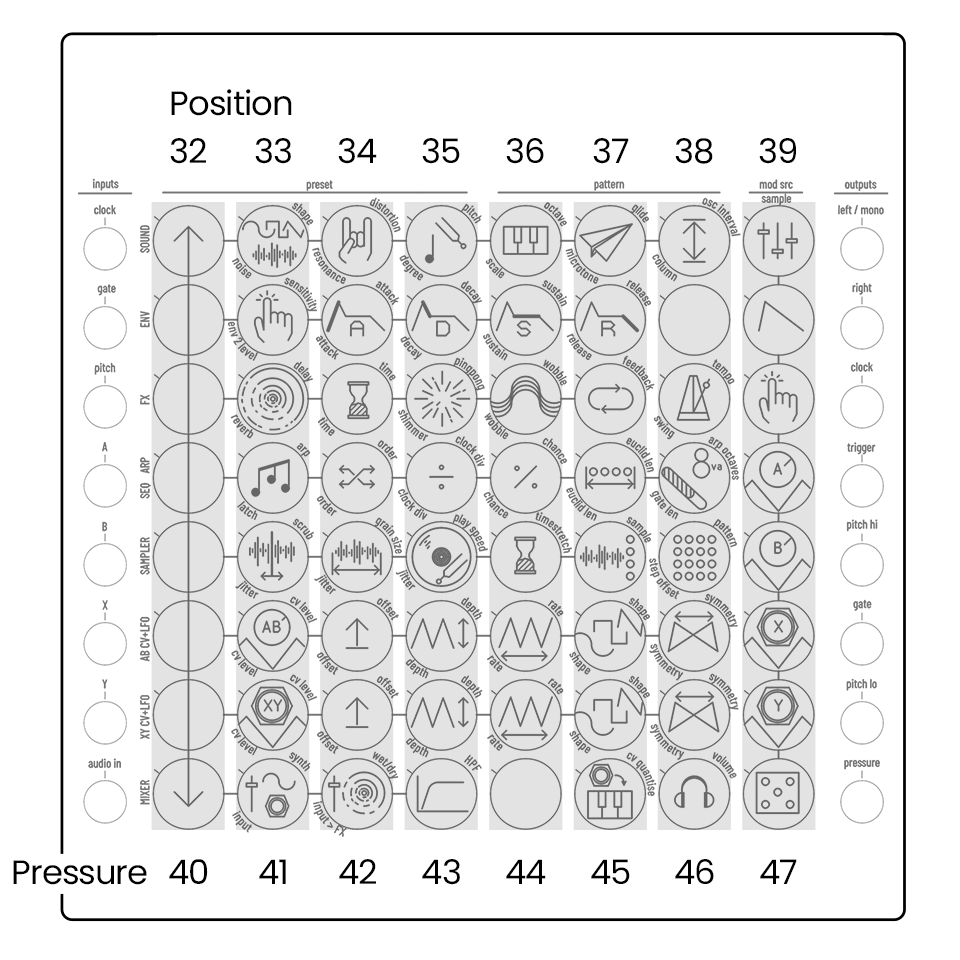 Position
32 33 34 35 36 37 38 39
inputs preset pattern mod src outputs
sample
clock left / mono
SOUND
shape distortion pitch octave glide osc interval
noise resonance degree scale microtone column
gate right
ENV
sensitivity attack decay sustain release
A D S R
env2 level attack decay sustain release
pitch clock
FX
delay time pingpong wobble feedback tempo
reverb time shimmer wobble swing
A trigger
SEQ ARP
arp order clock div chance euclid len arp octaves
÷ % 8va A
latch order clock div chance euclid len gate len
B pitch hi
SAMPLER
scrub grain size play speed timestretch sample pattern
B
jitter jitter jitter step offset
X gate
AB CV+LFO
cv level offset depth rate shape symmetry
AB X
cv level offset depth rate shape symmetry
Y pitch lo
XY CV+LFO
cv level offset depth rate shape symmetry
XY Y
cv level offset depth rate shape symmetry
audio in pressure
MIXER
synth wet/dry HPF cv quantise volume
input input > FX
Pressure 40 41 42 43 44 45 46 47